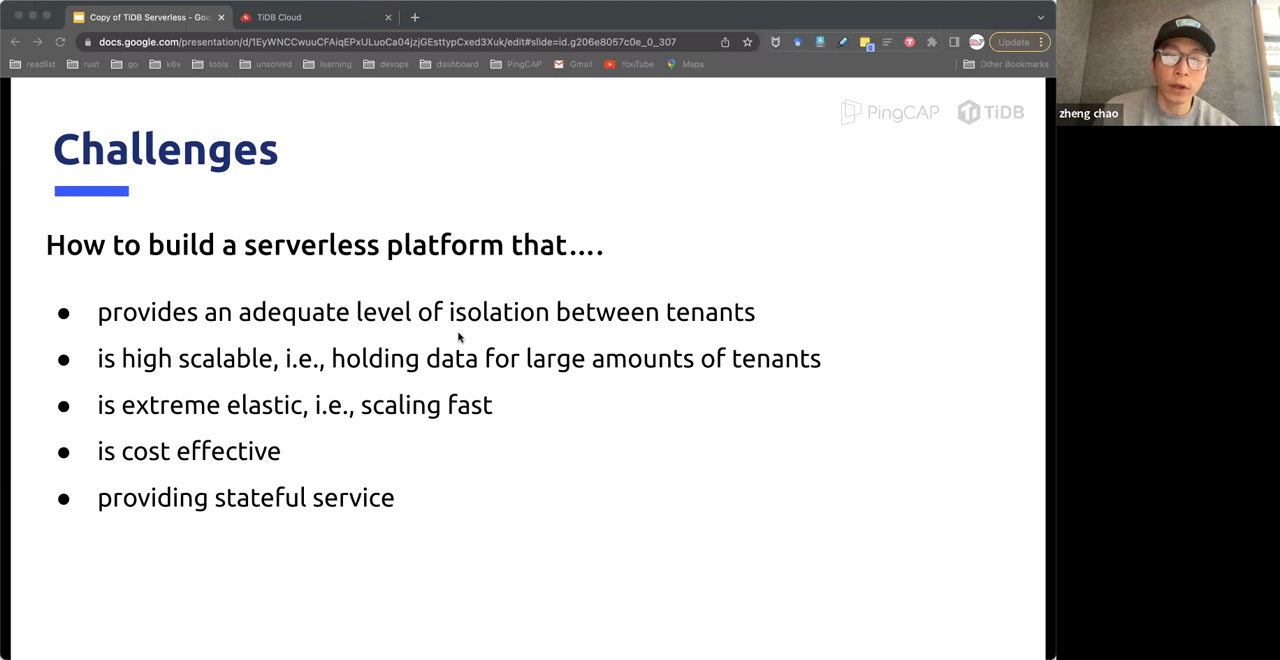 Copy of TiDB Serverless - Goo
TiDB Cloud
docs.google.com/presentation/d/1EyWNCCwuuCFAiqEPxULuoCa04jzjGEsttypCxed3Xuk/edit#slide=id.g206e8057c0e_0_307
Update
readlist
rust
go
k8s
tools
unsolved
learning
devops
dashboard
PingCAP
Gmail
YouTube
Maps
Other Bookmarks
zheng chao
PingCAP
TiDB
Challenges
How to build a serverless platform that....
● provides an adequate level of isolation between tenants
● is high scalable, i.e., holding data for large amounts of tenants
● is extreme elastic, i.e., scaling fast
● is cost effective
● providing stateful service